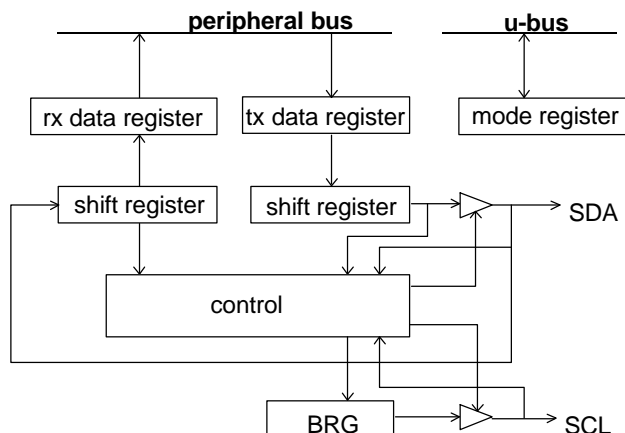 peripheral bus
u-bus
rx data register
tx data register
mode register
shift register
shift register
SDA
control
BRG
SCL